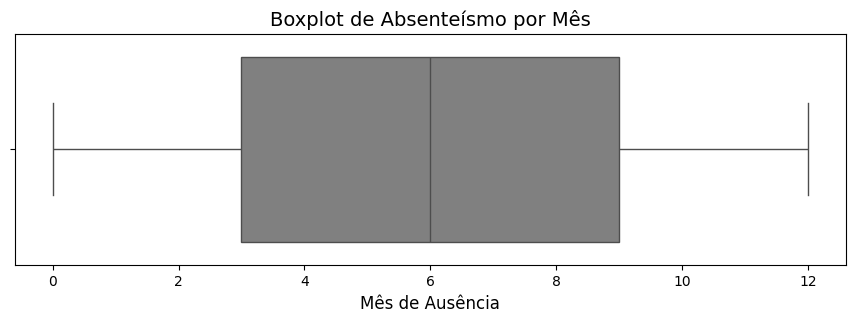 Boxplot de Absenteísmo por Mês
0 2 4 6 8 10 12
Mês de Ausência